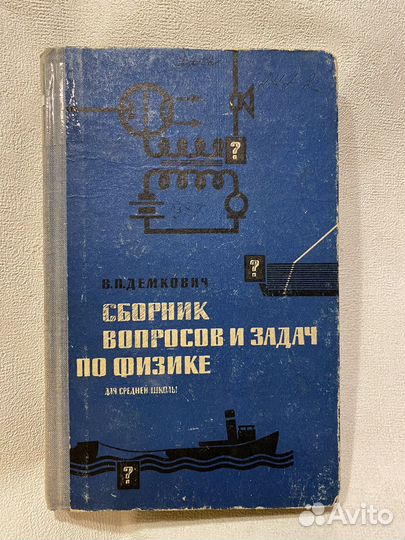 ?
?
В.П.ДЕМКОВИЧ
СБОРНИК
ВОПРОСОВ И ЗАДАЧ
ПО ФИЗИКЕ
ДЛЯ СРЕДНЕЙ ШКОЛЫ
?
Avito